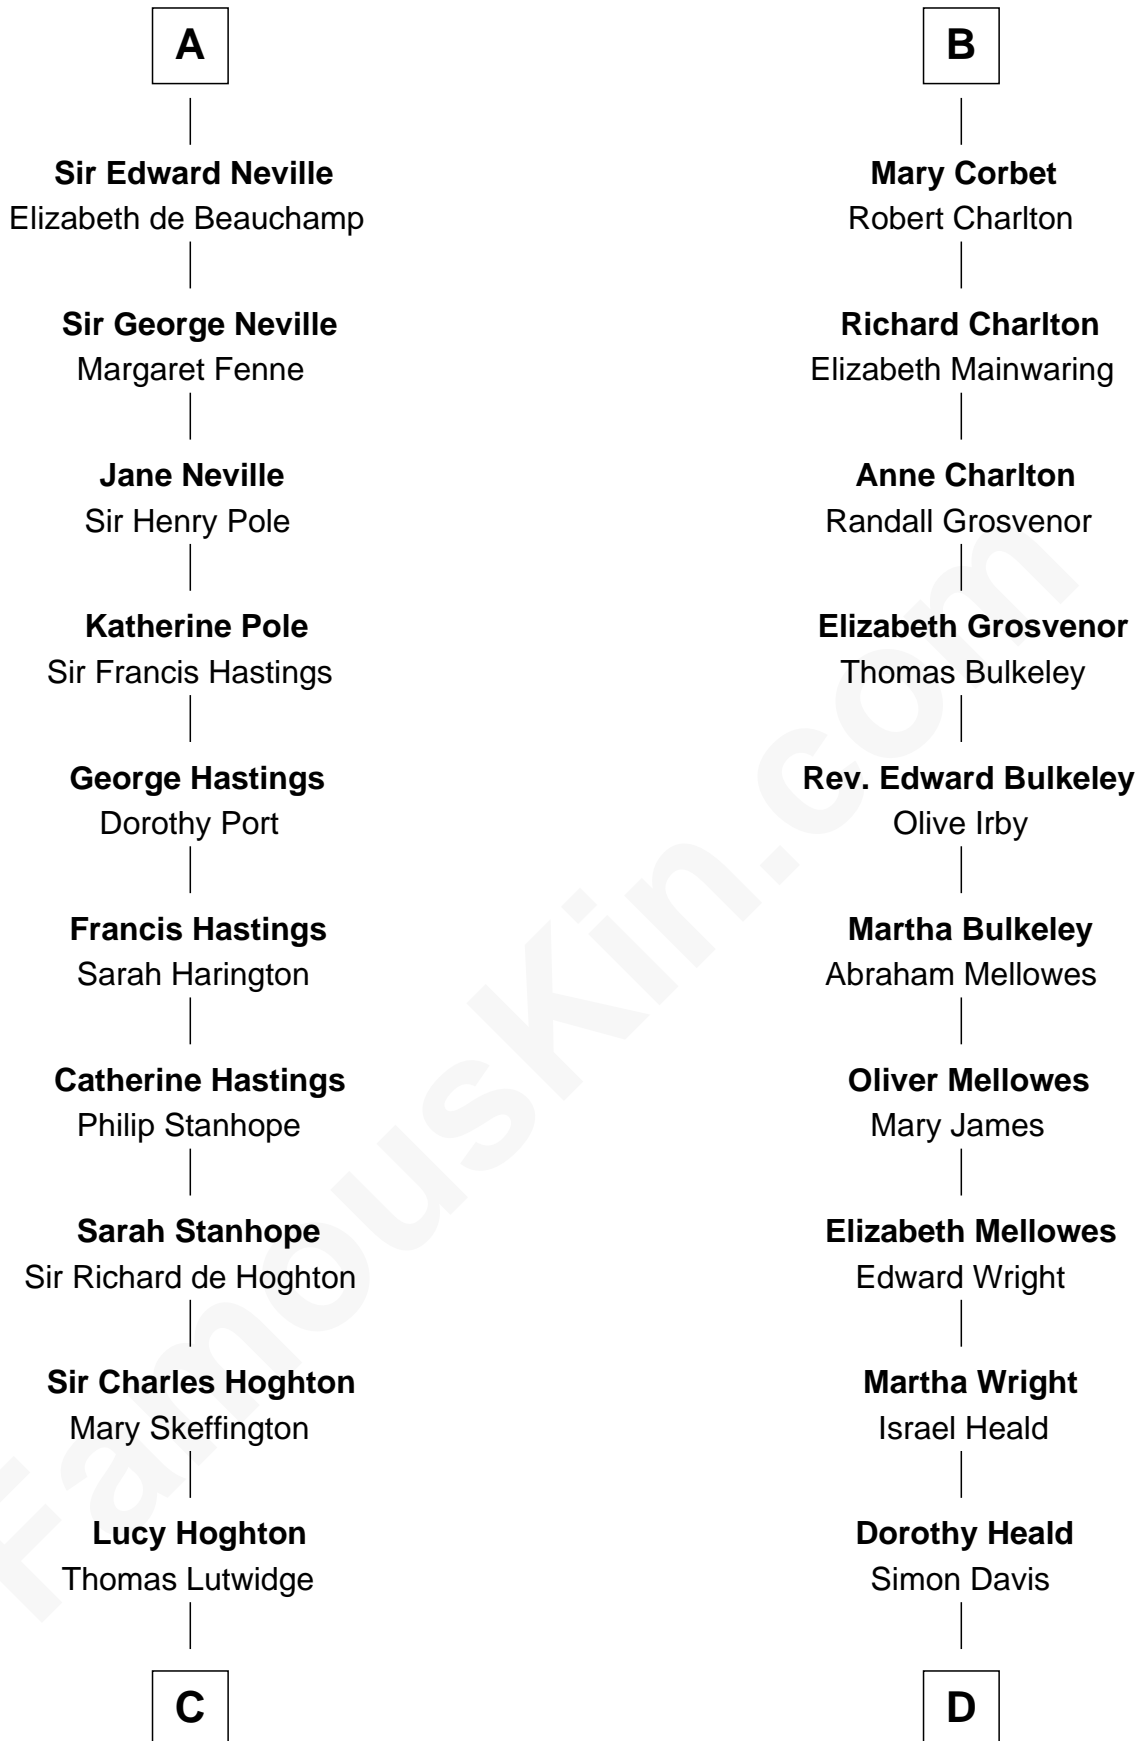 A
Sir Edward Neville
Elizabeth de Beauchamp
Sir George Neville
Margaret Fenne
Jane Neville
Sir Henry Pole
Katherine Pole
Sir Francis Hastings
George Hastings
Dorothy Port
Francis Hastings
Sarah Harington
Catherine Hastings
Philip Stanhope
Sarah Stanhope
Sir Richard de Hoghton
Sir Charles Hoghton
Mary Skeffington
Lucy Hoghton
Thomas Lutwidge
C
B
Mary Corbet
Robert Charlton
Richard Charlton
Elizabeth Mainwaring
Anne Charlton
Randall Grosvenor
Elizabeth Grosvenor
Thomas Bulkeley
Rev. Edward Bulkeley
Olive Irby
Martha Bulkeley
Abraham Mellowes
Oliver Mellowes
Mary James
Elizabeth Mellowes
Edward Wright
Martha Wright
Israel Heald
Dorothy Heald
Simon Davis
D
FamousKin.com